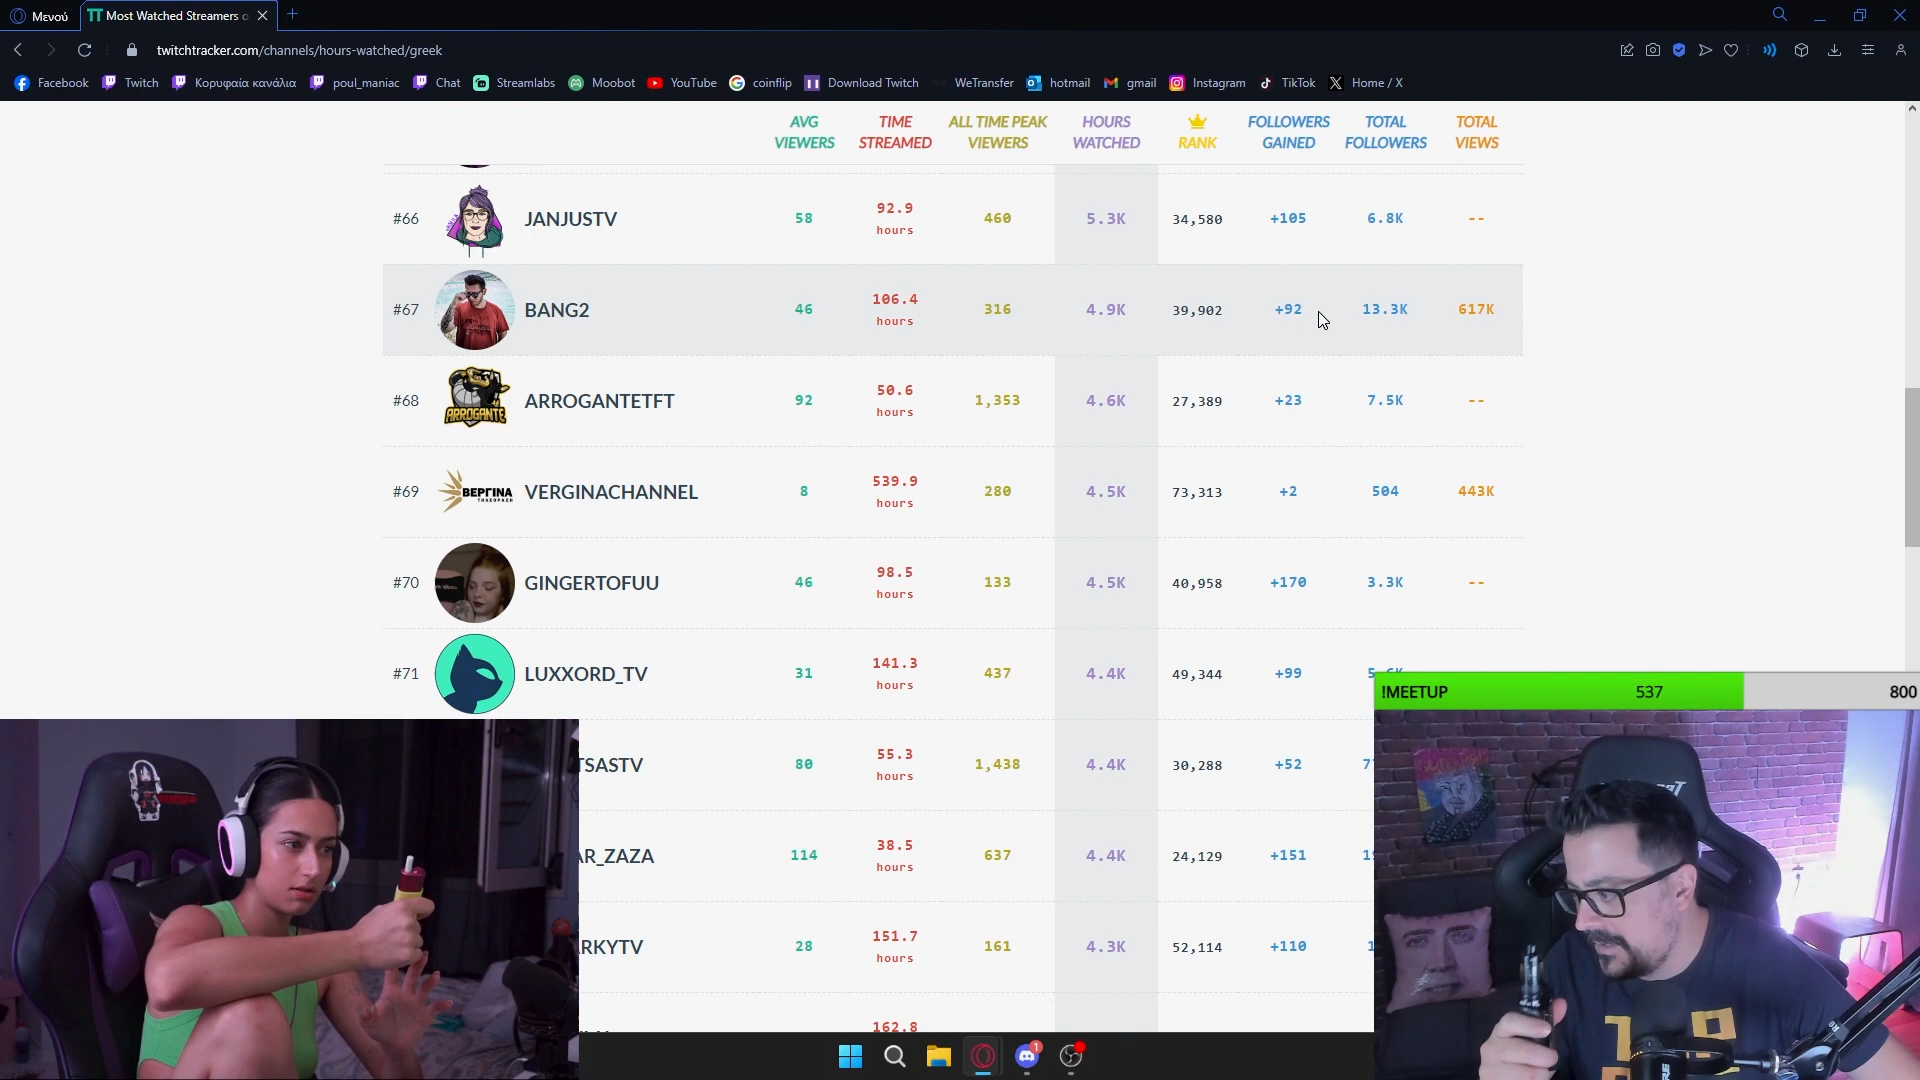 Μενού
Most Watched Streamers o
twitchtracker.com/channels/hours-watched/greek
Facebook Twitch Κορυφαία κανάλια poul_maniac Chat Streamlabs Moobot YouTube coinflip Download Twitch WeTransfer hotmail gmail Instagram TikTok Home / X
AVG VIEWERS TIME STREAMED ALL TIME PEAK VIEWERS HOURS WATCHED RANK FOLLOWERS GAINED TOTAL FOLLOWERS TOTAL VIEWS
#66 JANJUSTV 58 92.9 hours 460 5.3K 34,580 +105 6.8K --
#67 BANG2 46 106.4 hours 316 4.9K 39,902 +92 13.3K 617K
ARROGANTE
#68 ARROGANTETFT 92 50.6 hours 1,353 4.6K 27,389 +23 7.5K --
ΒΕΡΓΙΝΑ
ΤΗΛΕΟΡΑΣΗ
#69 VERGINACHANNEL 8 539.9 hours 280 4.5K 73,313 +2 504 443K
#70 GINGERTOFUU 46 98.5 hours 133 4.5K 40,958 +170 3.3K --
#71 LUXXORD_TV 31 141.3 hours 437 4.4K 49,344 +99
!MEETUP 537 800
TSASTV 80 55.3 hours 1,438 4.4K 30,288 +52
AR_ZAZA 114 38.5 hours 637 4.4K 24,129 +151
RKYTV 28 151.7 hours 161 4.3K 52,114 +110
162.8
1